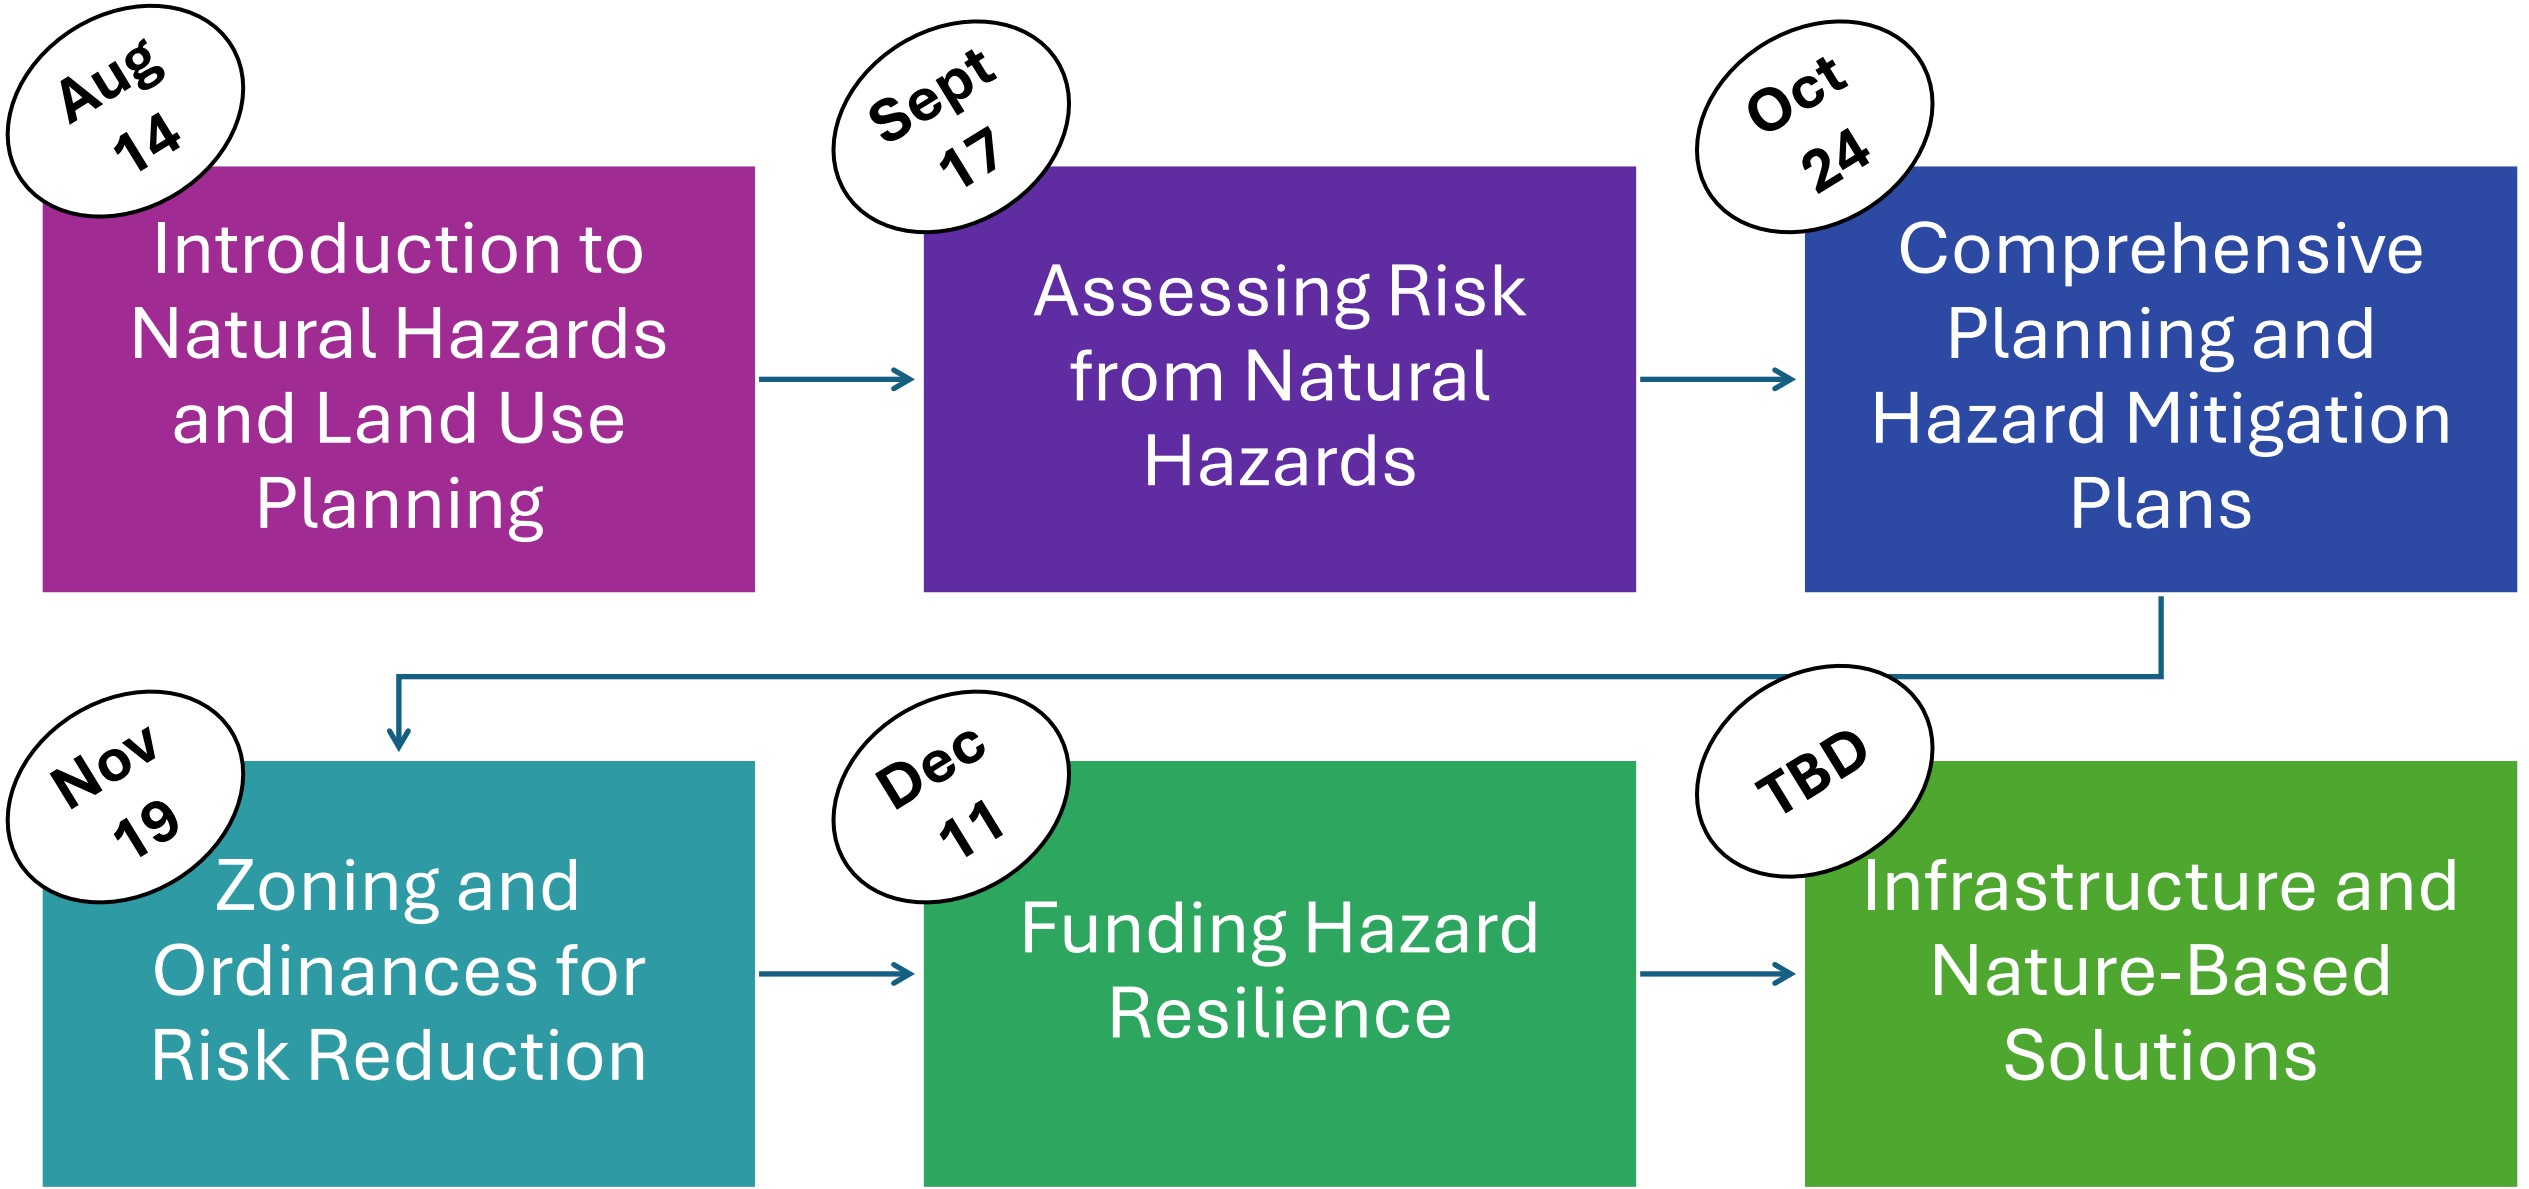 Aug
14
Introduction to
Natural Hazards
and Land Use
Planning
Sept
17
Assessing Risk
from Natural
Hazards
Oct
24
Comprehensive
Planning and
Hazard Mitigation
Plans
Nov
19
Zoning and
Ordinances for
Risk Reduction
Dec
11
Funding Hazard
Resilience
TBD
Infrastructure and
Nature-Based
Solutions